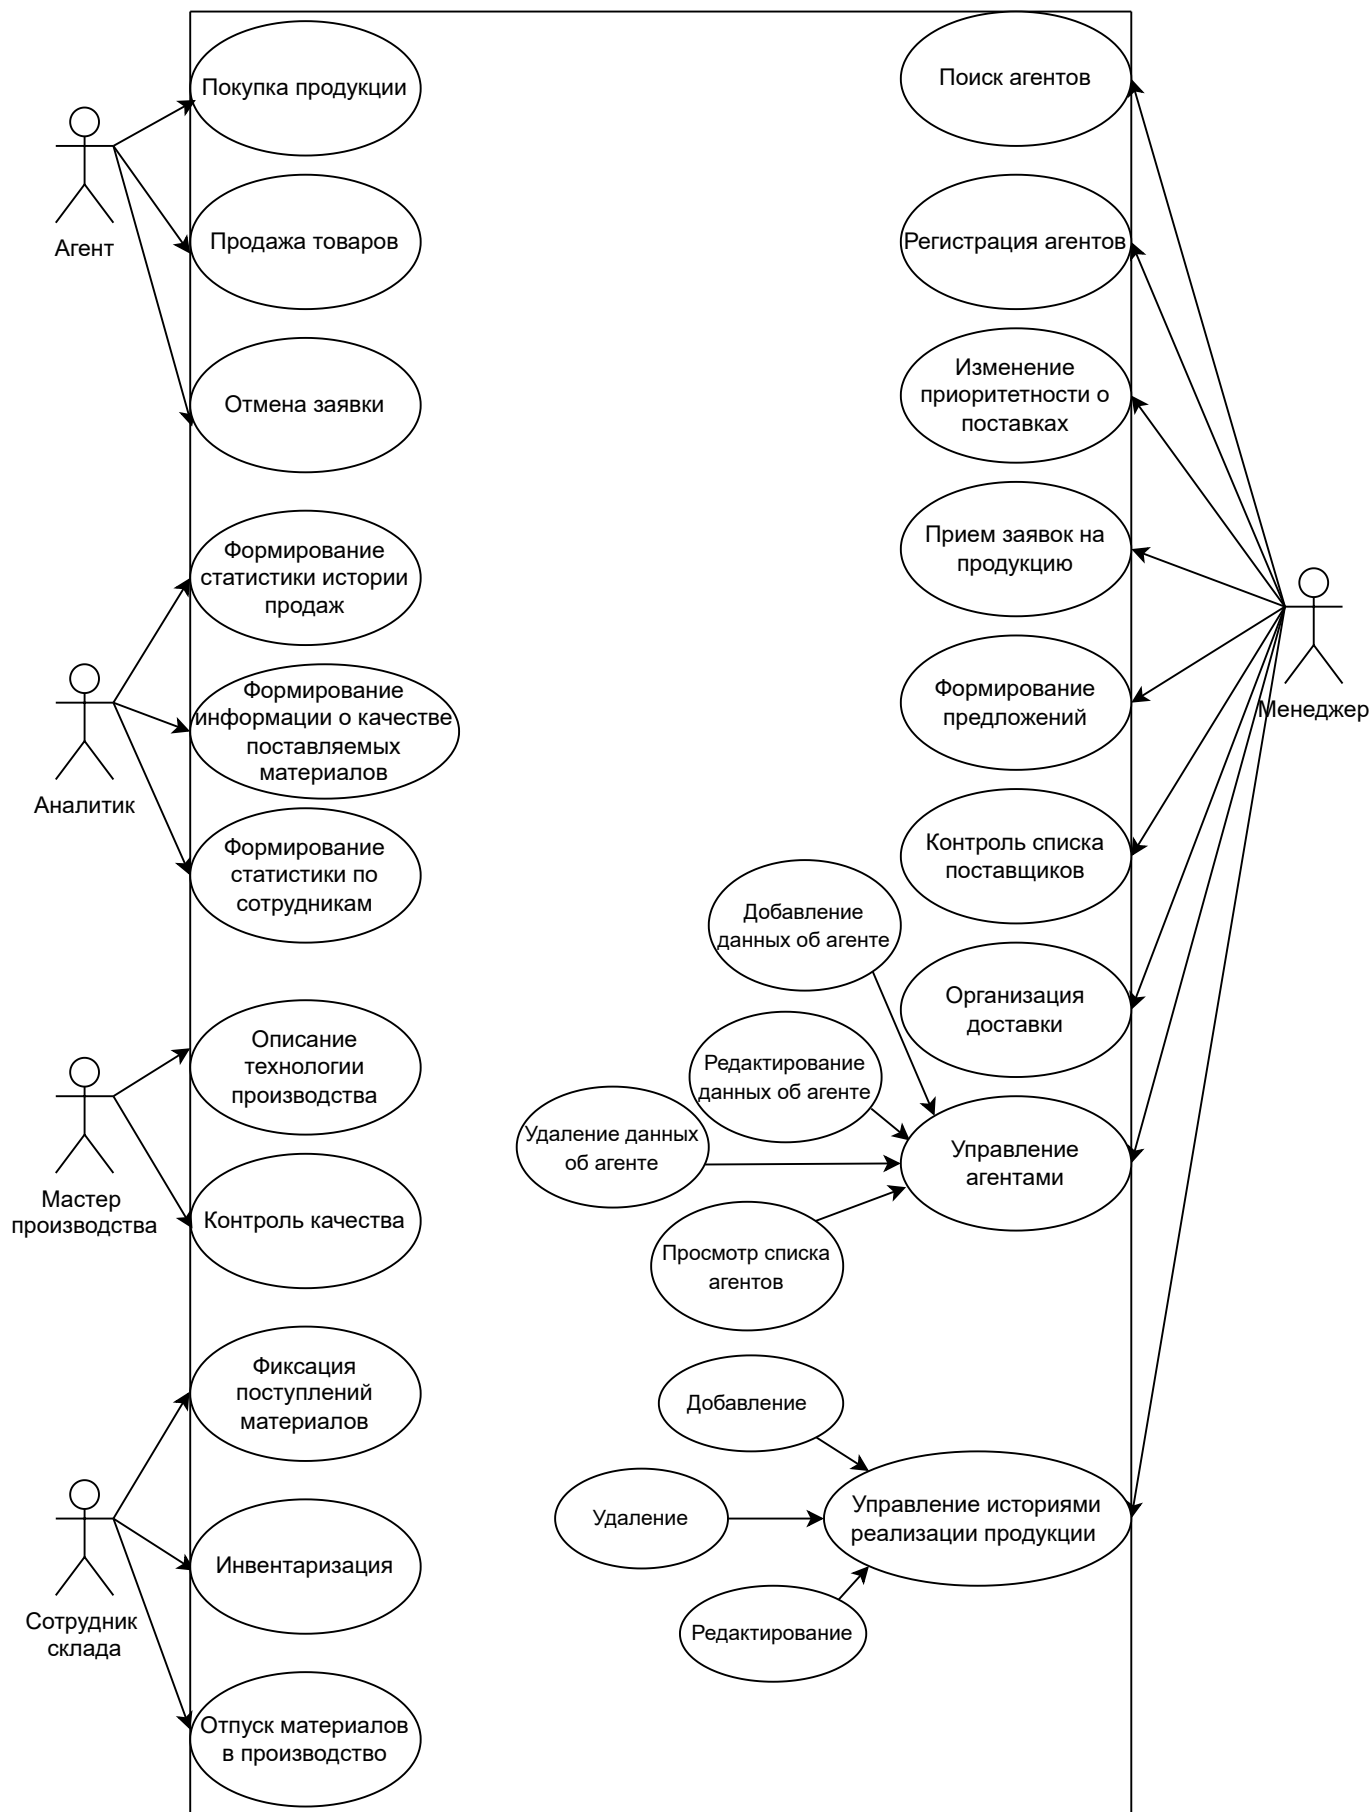 Покупка продукции
Поиск агентов
Агент
Продажа товаров
Регистрация агентов
Отмена заявки
Изменение
приоритетности о
поставках
Формирование
статистики истории
продаж
Прием заявок на
продукцию
Аналитик
Формирование
информации о качестве
поставляемых
материалов
Формирование
предложений
Менеджер
Формирование
статистики по
сотрудникам
Контроль списка
поставщиков
Добавление
данных об агенте
Организация
доставки
Описание
технологии
производства
Редактирование
данных об агенте
Удаление данных
об агенте
Управление
агентами
Мастер
производства
Контроль качества
Просмотр списка
агентов
Фиксация
поступлений
материалов
Добавление
Удаление
Управление историями
реализации продукции
Инвентаризация
Сотрудник
склада
Редактирование
Отпуск материалов
в производство